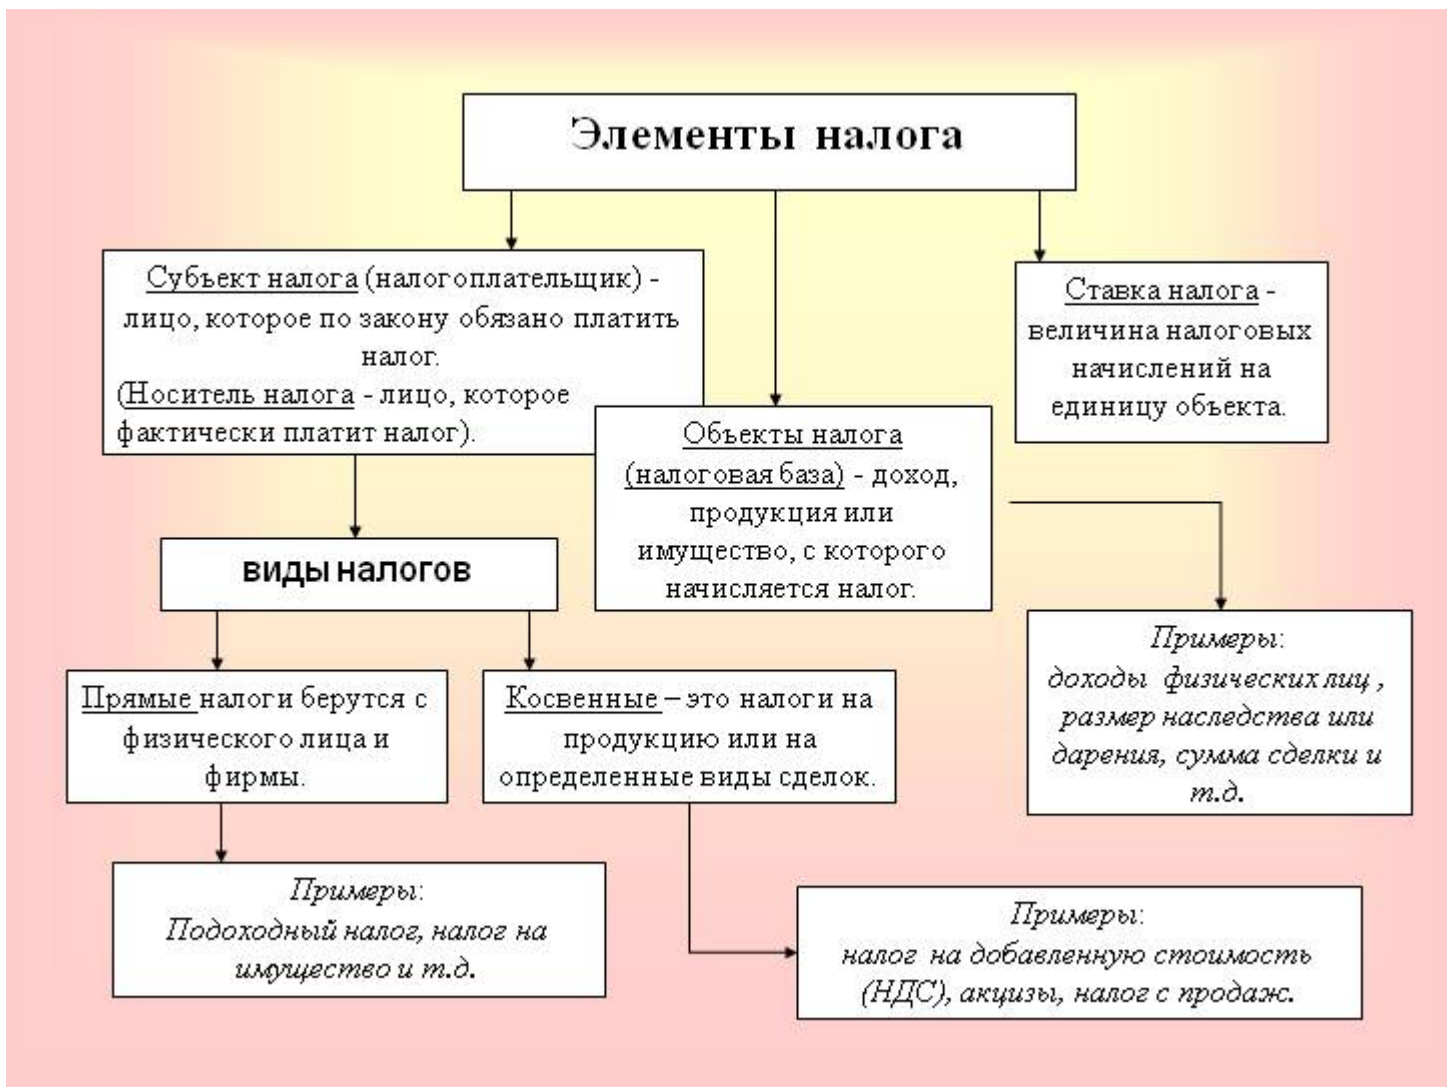 Элементы налога
Субъект налога (налогоплательщик) -
лицо, которое по закону обязано платить
налог.
(Носитель налога - лицо, которое
фактически платит налог).
Объекты налога
(налоговая база) - доход,
продукция или
имущество, с которого
начисляется налог.
Ставка налога -
величина налоговых
начислений на
единицу объекта.
виды налогов
Прямые налоги берутся с
физического лица и
фирмы.
Косвенные – это налоги на
продукцию или на
определенные виды сделок.
Примеры:
доходы физических лиц ,
размер наследства или
дарения, сумма сделки и
т.д.
Примеры:
Подоходный налог, налог на
имущество и т.д.
Примеры:
налог на добавленную стоимость
(НДС), акцизы, налог с продаж.